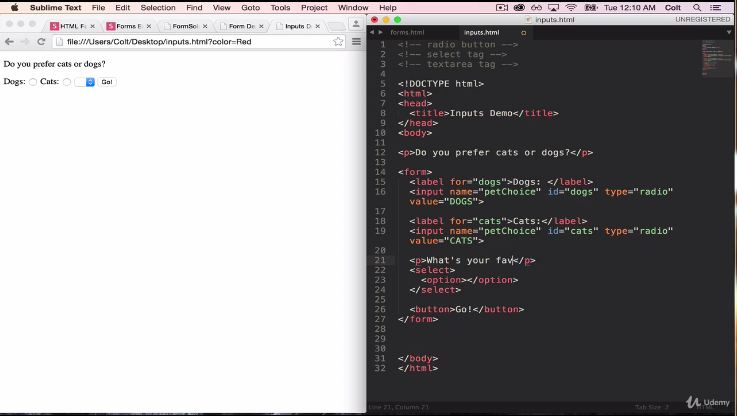 Sublime Text File Edit Selection Find View Goto Tools Project Window Help Tue 12:10 AM Colt
HTML F
Forms E
FormSol
Form De
Inputs D
file:///Users/Colt/Desktop/inputs.html?color=Red
Do you prefer cats or dogs?
Dogs: Cats: Go!
inputs.html
UNREGISTERED
forms.html inputs.html
1 <!-- radio button -->
2 <!-- select tag -->
3 <!-- textarea tag -->
4
5 <!DOCTYPE html>
6 <html>
7 <head>
8 <title>Inputs Demo</title>
9 </head>
10 <body>
11
12 <p>Do you prefer cats or dogs?</p>
13
14 <form>
15 <label for="dogs">Dogs: </label>
16 <input name="petChoice" id="dogs" type="radio"
value="DOGS">
17
18 <label for="cats">Cats:</label>
19 <input name="petChoice" id="cats" type="radio"
value="CATS">
20
21 <p>What's your fav</p>
22 <select>
23 <option></option>
24 </select>
25
26 <button>Go!</button>
27 </form>
28
29
30
31 </body>
32 </html>
Line 21, Column 21
Tab Size: 2
Udemy